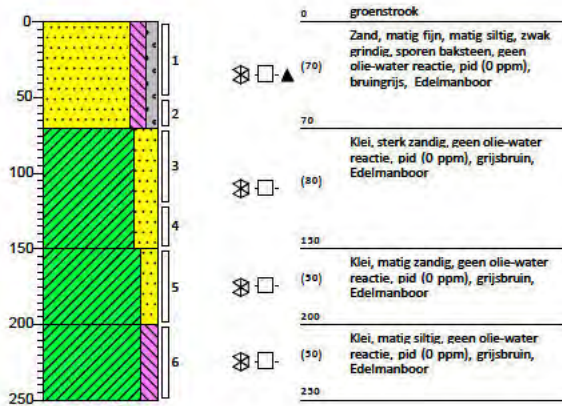 0 0 groenstrook
Zand, matig fijn, matig siltig, zwak
1 grindig, sporen baksteen, geen
(70) olie-water reactie, pid (0 ppm),
bruingrijs, Edelmanboor
50
2
70
3 Klei, sterk zandig, geen olie-water
reactie, pid (0 ppm), grijsbruin,
100 (80) Edelmanboor
4
150 150
Klei, matig zandig, geen olie-water
5 (50) reactie, pid (0 ppm), grijsbruin,
Edelmanboor
200 200
Klei, matig siltig, geen olie-water
6 (50) reactie, pid (0 ppm), grijsbruin,
Edelmanboor
250 250